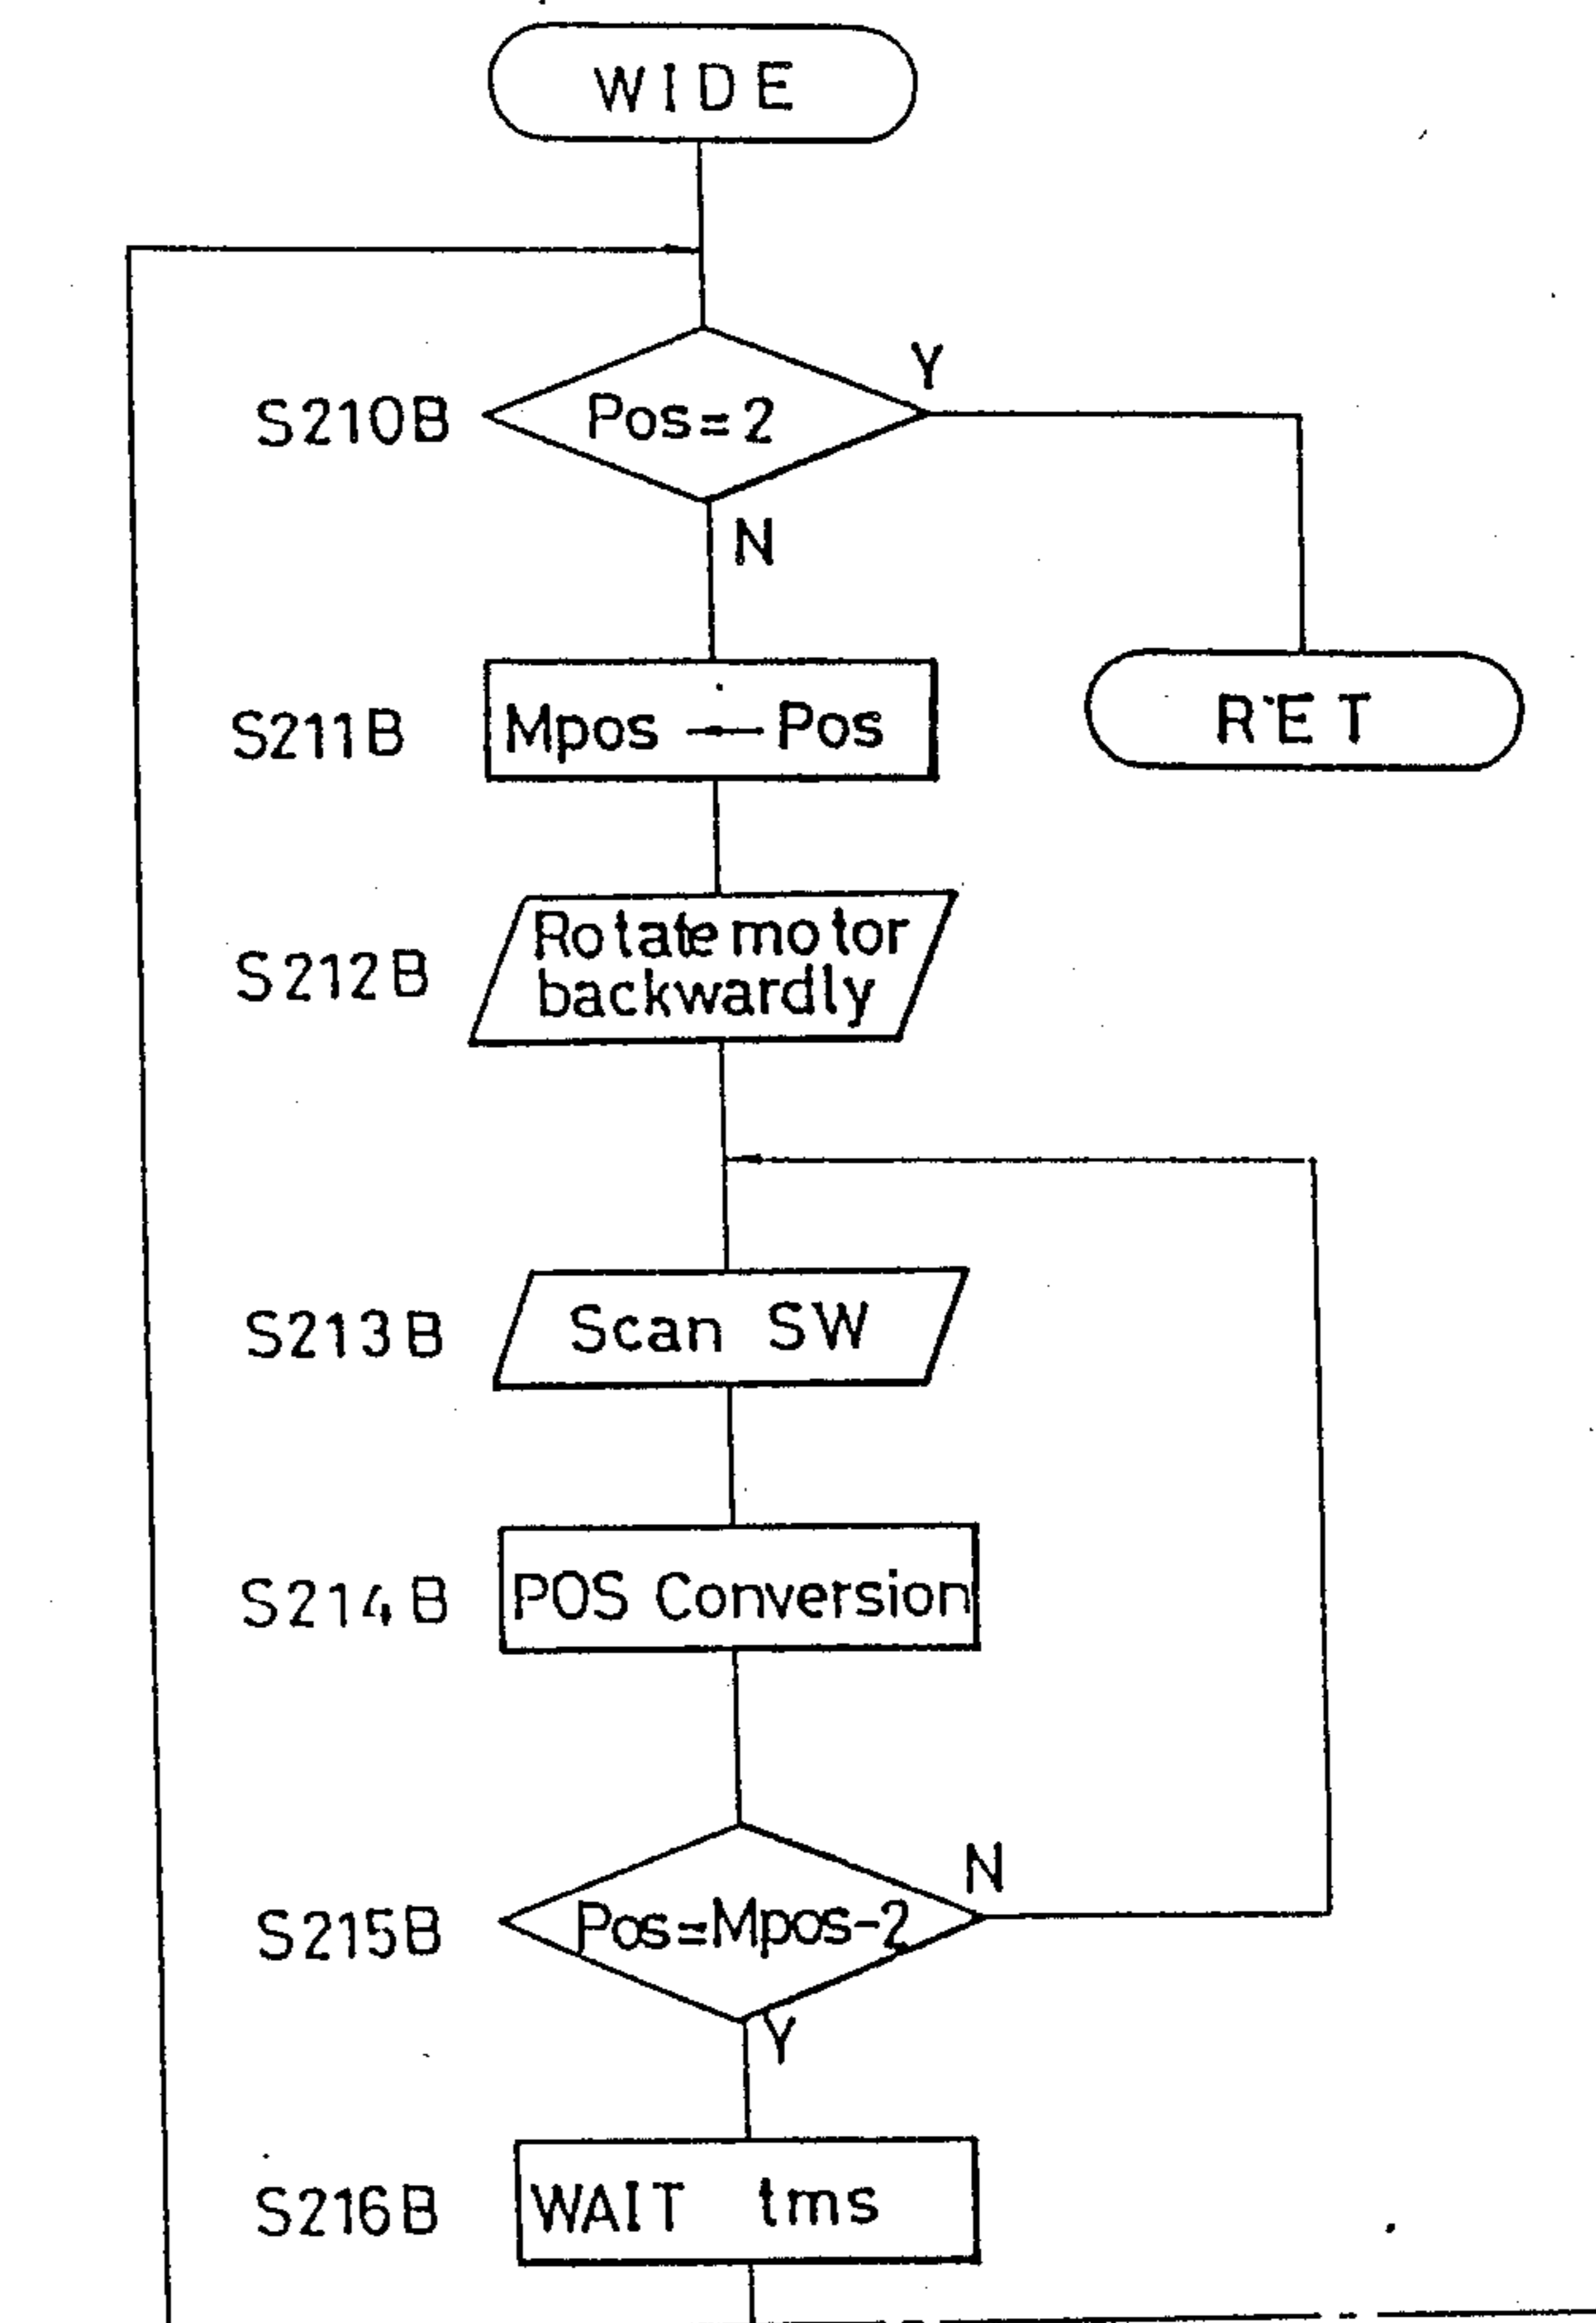 WIDE
Y
S210B
Pos=2
N
S211B
Mpos ← Pos
RET
S212B
Rotate motor
backwardly
S213B
Scan SW
S214B
POS Conversion
N
S215B
Pos=Mpos-2
Y
S216B
WAIT tms